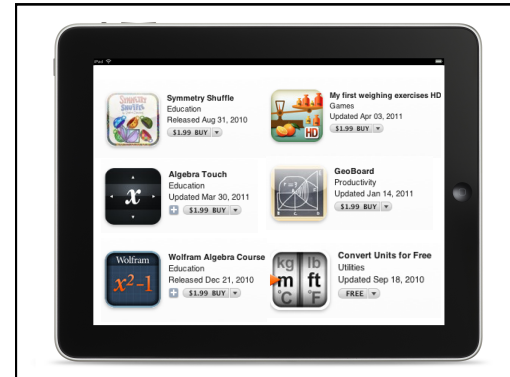 iPad
Symmetry Shuffle
Education
Released Aug 31, 2010
$1.99 BUY
My first weighing exercises HD
Games
Updated Apr 03, 2011
$1.99 BUY
HD
Algebra Touch
Education
Updated Mar 30, 2011
$1.99 BUY
x
GeoBoard
Productivity
Updated Jan 14, 2011
$1.99 BUY
Wolfram
x²-1
Wolfram Algebra Course
Education
Released Dec 21, 2010
$1.99 BUY
kg lb
m ft
°C °F
Convert Units for Free
Utilities
Updated Sep 18, 2010
FREE